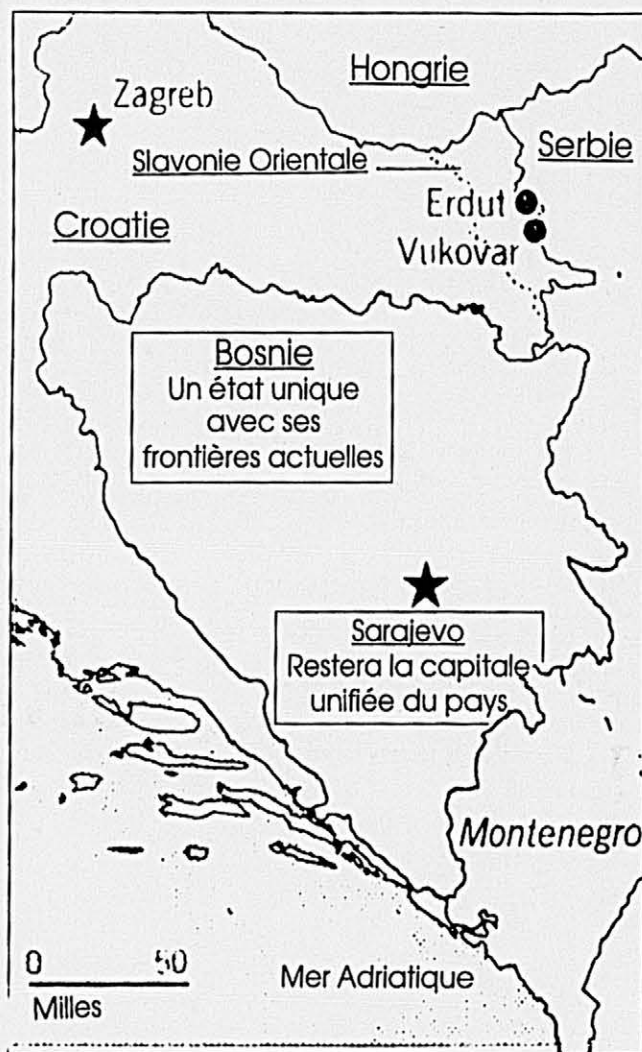 Hongrie
Zagreb
Serbie
Slavonie Orientale
Erdut
Croatie
Vukovar
Bosnie
Un état unique
avec ses
frontières actuelles
Sarajevo
Restera la capitale
unifiée du pays
Montenegro
0 50
Mer Adriatique
Milles